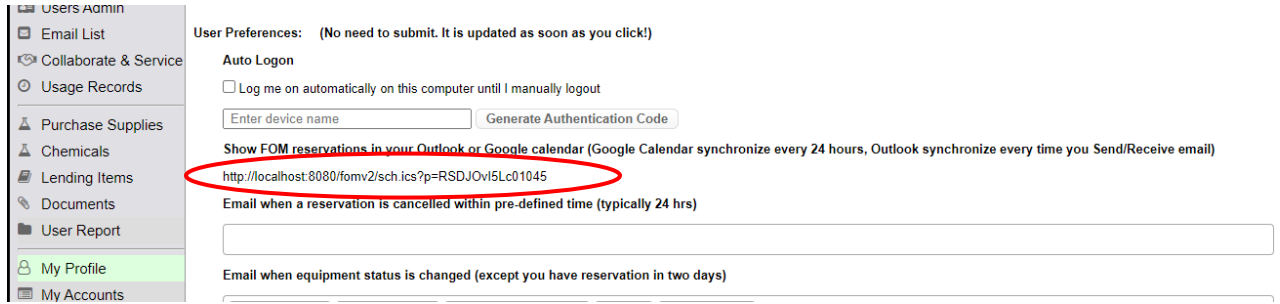 Users Admin
Email List
Collaborate & Service
Usage Records
Purchase Supplies
Chemicals
Lending Items
Documents
User Report
My Profile
My Accounts
User Preferences: (No need to submit. It is updated as soon as you click!)
Auto Logon
Log me on automatically on this computer until I manually logout
Enter device name
Generate Authentication Code
Show FOM reservations in your Outlook or Google calendar (Google Calendar synchronize every 24 hours, Outlook synchronize every time you Send/Receive email)
http://localhost:8080/fomv2/sch.ics?p=RSDJOvI5Lc01045
Email when a reservation is cancelled within pre-defined time (typically 24 hrs)
Email when equipment status is changed (except you have reservation in two days)